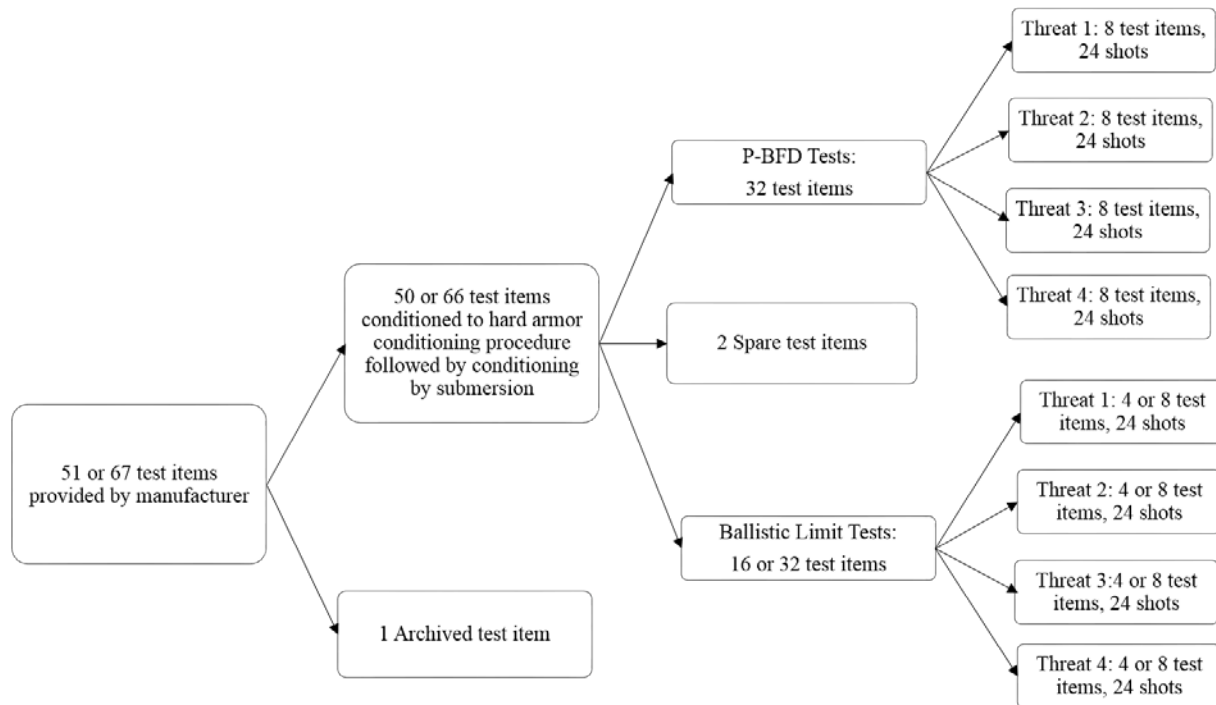 51 or 67 test items
provided by manufacturer
50 or 66 test items
conditioned to hard armor
conditioning procedure
followed by conditioning
by submersion
1 Archived test item
P-BFD Tests:
32 test items
2 Spare test items
Ballistic Limit Tests:
16 or 32 test items
Threat 1: 8 test items,
24 shots
Threat 2: 8 test items,
24 shots
Threat 3: 8 test items,
24 shots
Threat 4: 8 test items,
24 shots
Threat 1: 4 or 8 test
items, 24 shots
Threat 2: 4 or 8 test
items, 24 shots
Threat 3:4 or 8 test
items, 24 shots
Threat 4: 4 or 8 test
items, 24 shots